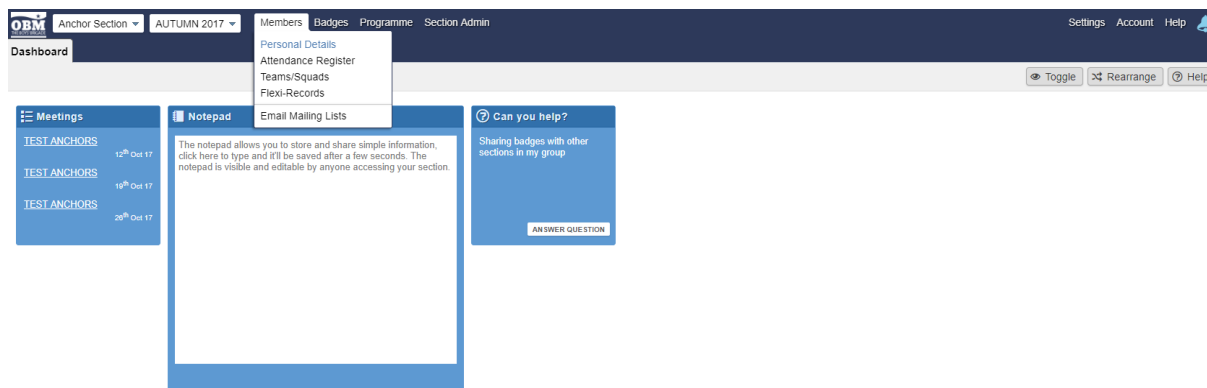 OBM
THE BOYS' BRIGADE
Anchor Section
AUTUMN 2017
Members Badges Programme Section Admin
Settings Account Help
Dashboard
Personal Details
Attendance Register
Teams/Squads
Flexi-Records
Email Mailing Lists
Toggle
Rearrange
Help
Meetings
TEST ANCHORS
12th Oct 17
TEST ANCHORS
19th Oct 17
TEST ANCHORS
26th Oct 17
Notepad
The notepad allows you to store and share simple information,
click here to type and it'll be saved after a few seconds. The
notepad is visible and editable by anyone accessing your section.
Can you help?
Sharing badges with other
sections in my group
ANSWER QUESTION